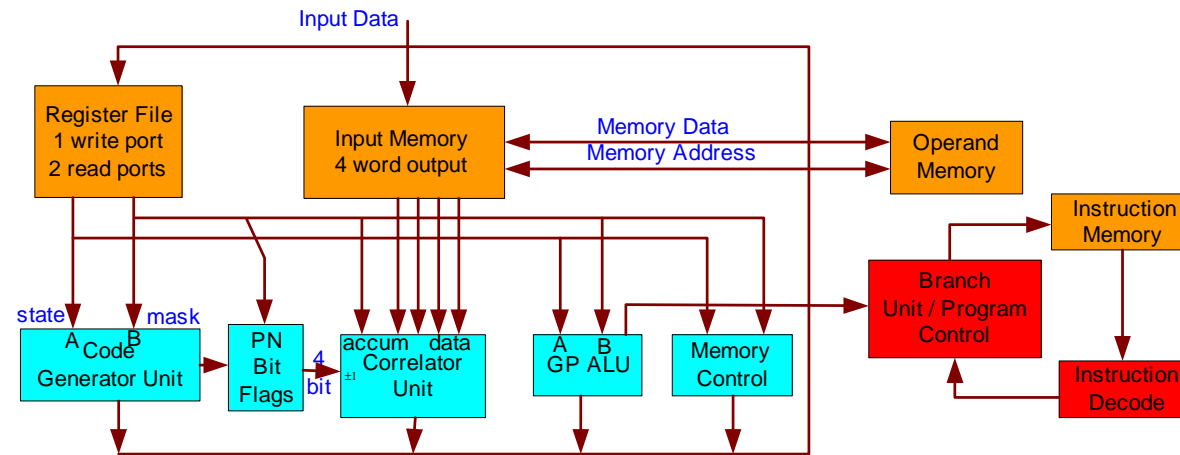 Input Data
Register File
1 write port
2 read ports
Input Memory
4 word output
Memory Data
Memory Address
Operand
Memory
Instruction
Memory
Branch
Unit / Program
Control
Instruction
Decode
state
mask
A
B
Code
Generator Unit
PN
Bit
Flags
4
bit
accum data
±1
Correlator
Unit
A B
GP ALU
Memory
Control